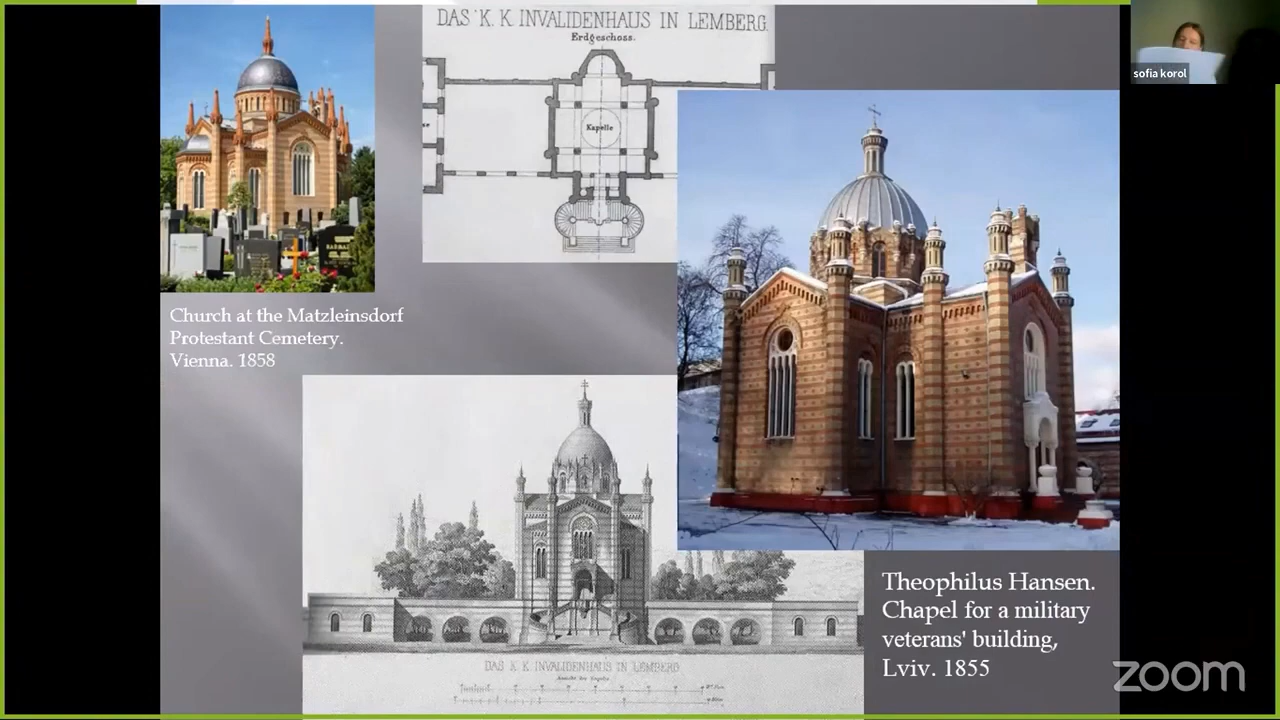 DAS K. K. INVALIDENHAUS IN LEMBERG.
Erdgeschoss.
Kapelle
sofia korol
Church at the Matzleinsdorf
Protestant Cemetery.
Vienna. 1858
DAS K. K. INVALIDENHAUS IN LEMBERG
Theophilus Hansen.
Chapel for a military
veterans' building,
Lviv. 1855
zoom